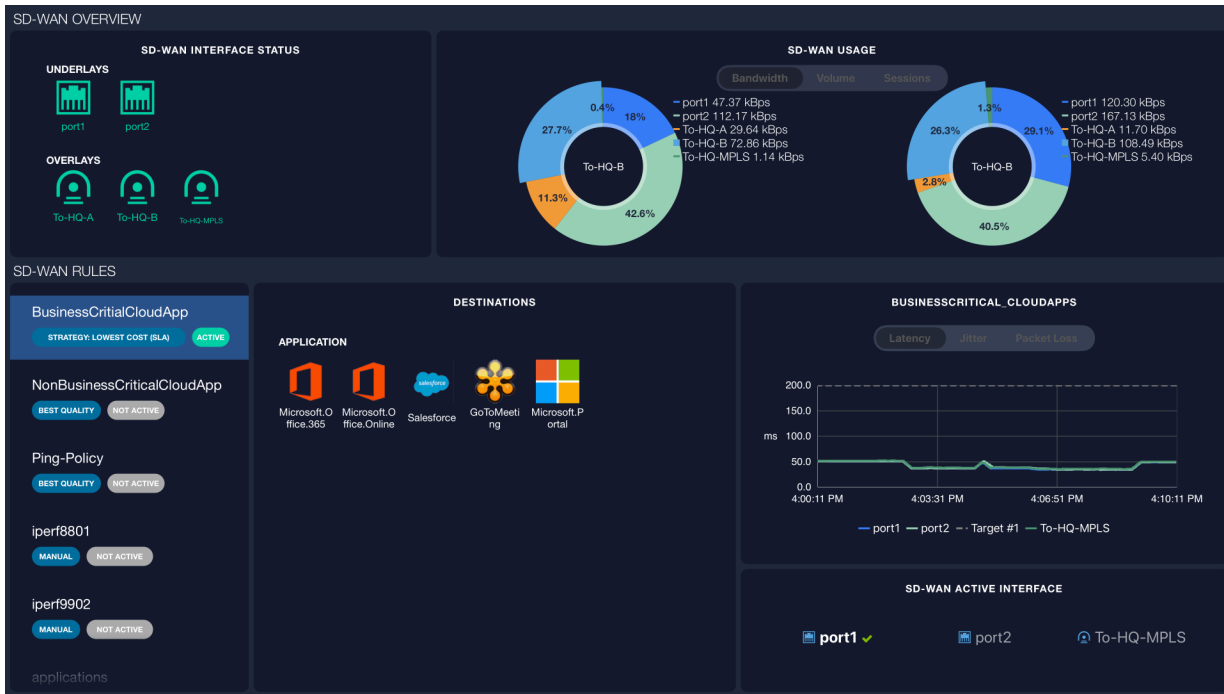 SD-WAN OVERVIEW
SD-WAN INTERFACE STATUS
UNDERLAYS
port1
port2
OVERLAYS
To-HQ-A
To-HQ-B
To-HQ-MPLS
SD-WAN USAGE
Bandwidth
Volume
Sessions
0.4%
18%
27.7%
To-HQ-B
11.3%
42.6%
port1 47.37 kBps
port2 112.17 kBps
To-HQ-A 29.64 kBps
To-HQ-B 72.86 kBps
To-HQ-MPLS 1.14 kBps
1.3%
26.3%
29.1%
To-HQ-B
2.8%
40.5%
port1 120.30 kBps
port2 167.13 kBps
To-HQ-A 11.70 kBps
To-HQ-B 108.49 kBps
To-HQ-MPLS 5.40 kBps
SD-WAN RULES
BusinessCritialCloudApp
STRATEGY: LOWEST COST (SLA)
ACTIVE
NonBusinessCriticalCloudApp
BEST QUALITY
NOT ACTIVE
Ping-Policy
BEST QUALITY
NOT ACTIVE
iperf8801
MANUAL
NOT ACTIVE
iperf9902
MANUAL
NOT ACTIVE
applications
DESTINATIONS
APPLICATION
Microsoft.O
ffice.365
Microsoft.O
ffice.Online
salesforce
Salesforce
GoToMeeti
ng
Microsoft.P
ortal
BUSINESSCRITICAL_CLOUDAPPS
Latency
Jitter
Packet Loss
200.0
150.0
ms
100.0
50.0
0.0
4:00:11 PM
4:03:31 PM
4:06:51 PM
4:10:11 PM
port1
port2
Target #1
To-HQ-MPLS
SD-WAN ACTIVE INTERFACE
port1
port2
To-HQ-MPLS